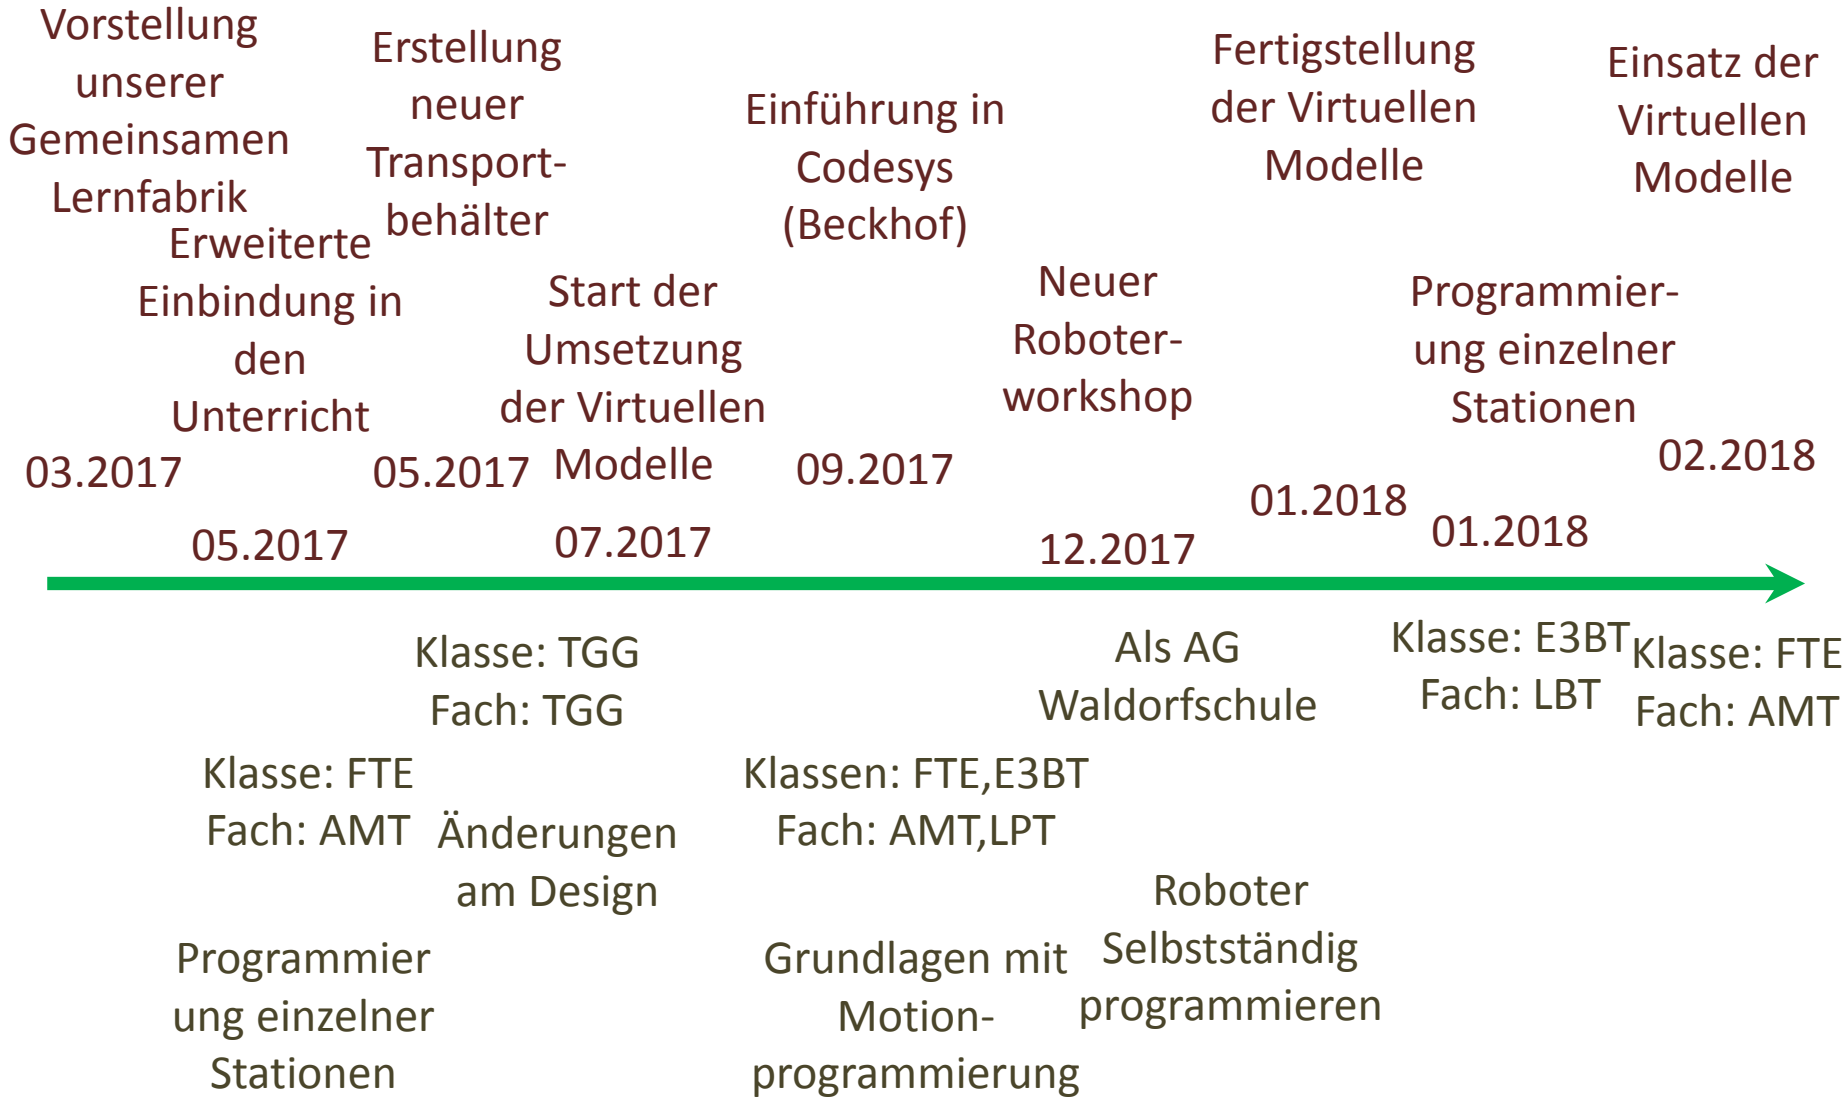 Vorstellung
unserer
Gemeinsamen
Lernfabrik
03.2017
Erweiterte
Einbindung in
den
Unterricht
05.2017
Erstellung
neuer
Transport-
behälter
05.2017
Start der
Umsetzung
der Virtuellen
Modelle
07.2017
Einführung in
Codesys
(Beckhof)
09.2017
Neuer
Roboter-
workshop
12.2017
Fertigstellung
der Virtuellen
Modelle
01.2018
Programmier-
ung einzelner
Stationen
01.2018
Einsatz der
Virtuellen
Modelle
02.2018
Klasse: FTE
Fach: AMT
Programmier
ung einzelner
Stationen
Klasse: TGG
Fach: TGG
Änderungen
am Design
Klassen: FTE,E3BT
Fach: AMT,LPT
Grundlagen mit
Motion-
programmierung
Als AG
Waldorfschule
Roboter
Selbstständig
programmieren
Klasse: E3BT
Fach: LBT
Klasse: FTE
Fach: AMT